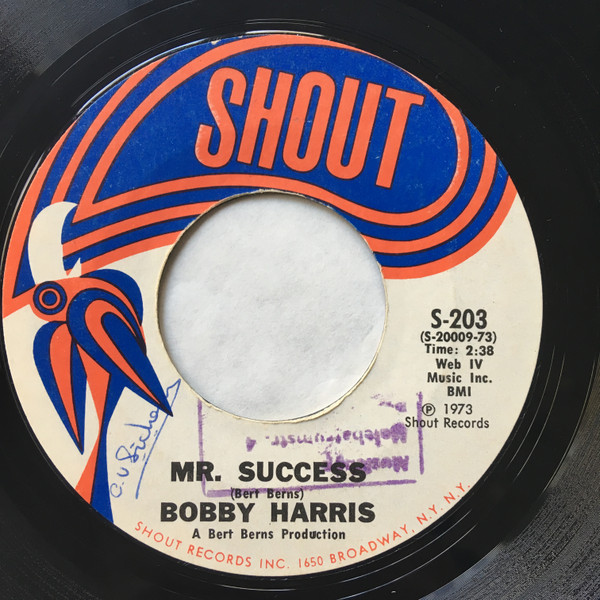 SHOUT
S-203
(S-20009-73)
Time: 2:38
Web IV
Music Inc.
BMI
℗ 1973
Shout Records
MR. SUCCESS
(Bert Berns)
BOBBY HARRIS
A Bert Berns Production
SHOUT RECORDS INC. 1650 BROADWAY, N.Y. N.Y.